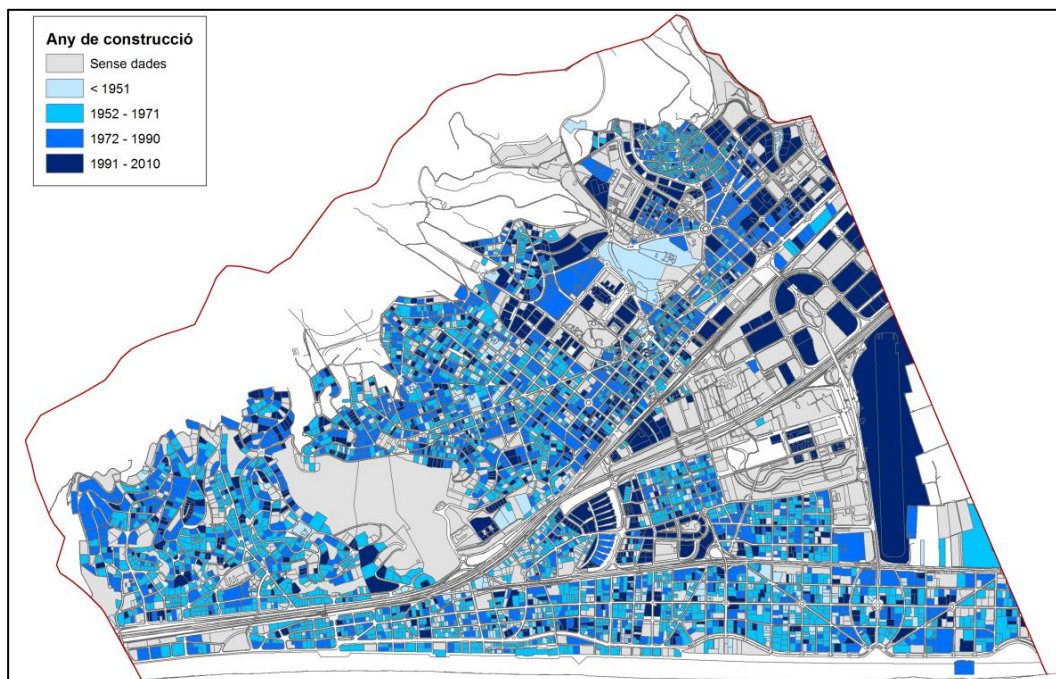 Any de construcció
Sense dades
< 1951
1952 - 1971
1972 - 1990
1991 - 2010